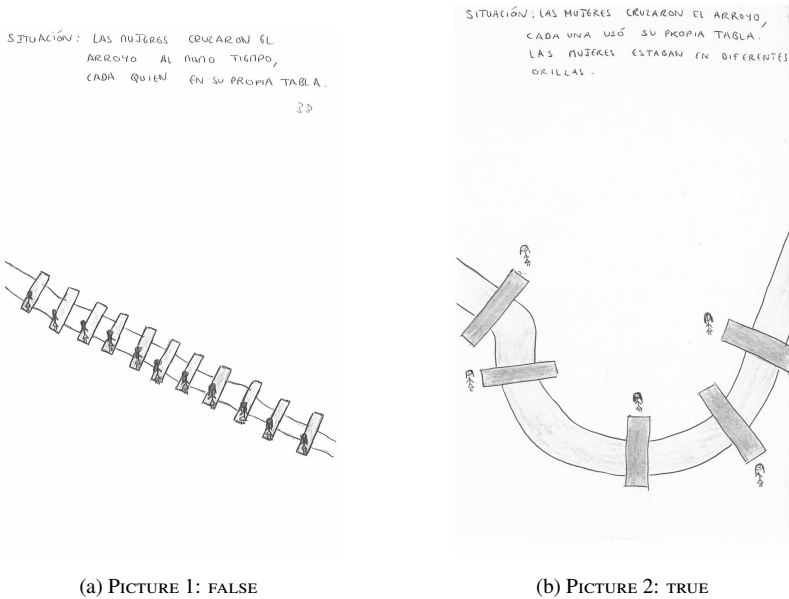 SITUACIÓN: LAS MUJERES CRUZARON EL
ARROYO AL MISMO TIEMPO,
CADA QUIEN EN SU PROPIA TABLA.
3D
SITUACIÓN: LAS MUJERES CRUZARON EL ARROYO,
CADA UNA USÓ SU PROPIA TABLA.
LAS MUJERES ESTABAN EN DIFERENTES
ORILLAS.
(a) PICTURE 1: FALSE
(b) PICTURE 2: TRUE